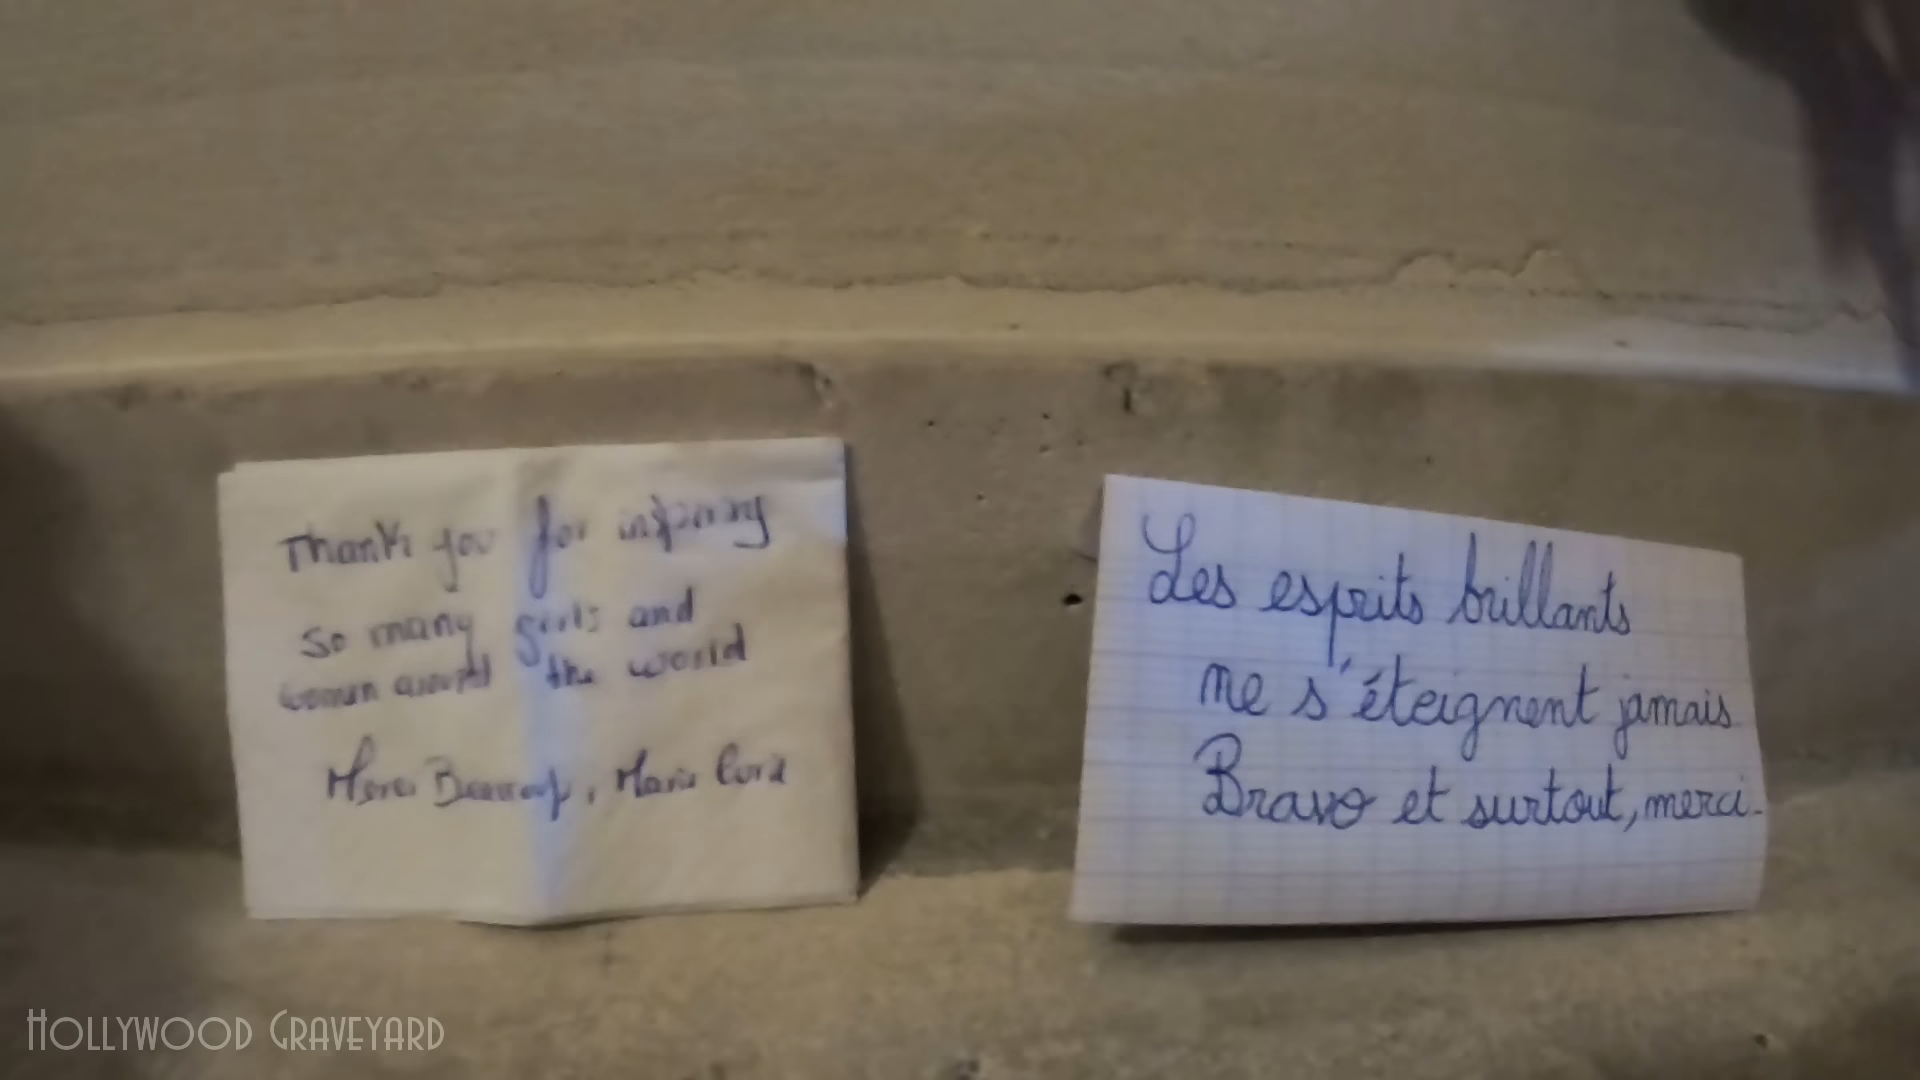 Thank you for inspiring
so many girls and
women around the world
Merci Beaucoup, Marie Curie
Les esprits brillants
ne s'éteignent jamais
Bravo et surtout, merci.
HOLLYWOOD GRAVEYARD